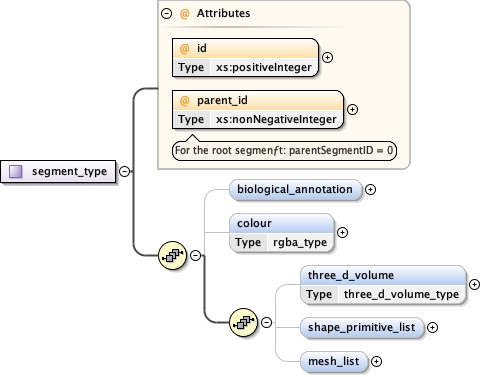 @ Attributes
@ id
Type xs:positiveInteger
@ parent_id
Type xs:nonNegativeInteger
For the root segmenƒt: parentSegmentID = 0
segment_type
biological_annotation
colour
Type rgba_type
three_d_volume
Type three_d_volume_type
shape_primitive_list
mesh_list